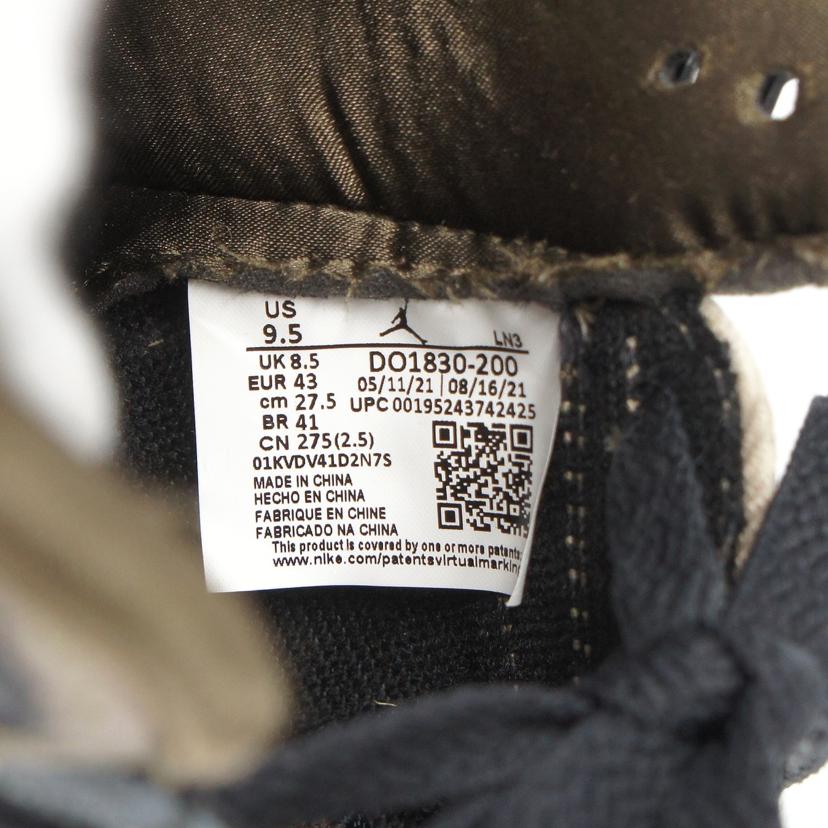 US
9.5
LN3
UK 8.5
DO1830-200
EUR 43
05/11/21 08/16/21
cm 27.5
UPC 00195243742425
BR 41
CN 275(2.5)
01KVDV41D2N7S
MADE IN CHINA
HECHO EN CHINA
FABRIQUE EN CHINE
FABRICADO NA CHINA
This product is covered by one or more patents
www.nike.com/patentsvirtualmarkin